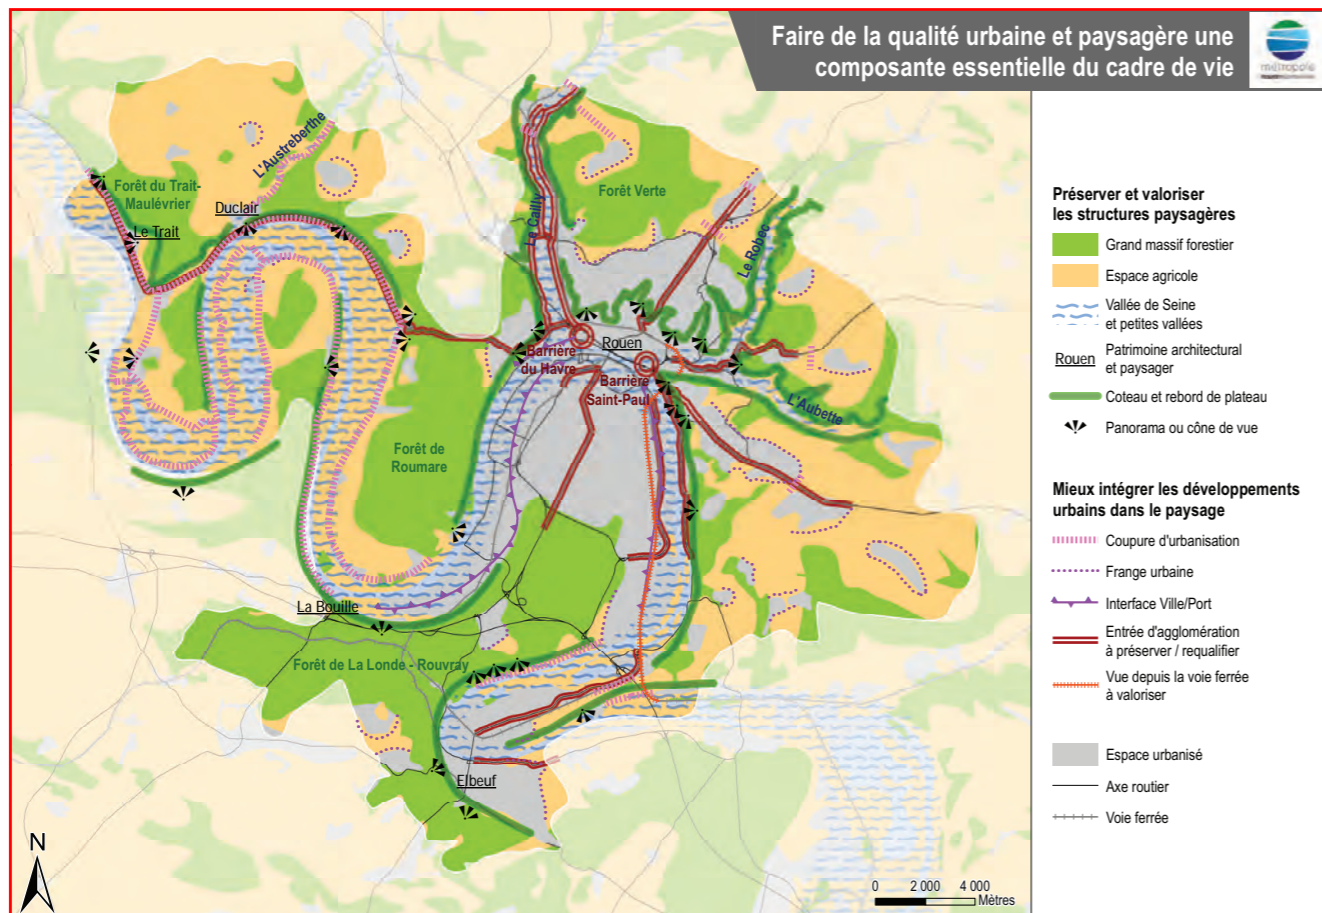 Faire de la qualité urbaine et paysagère une
composante essentielle du cadre de vie
métropole
Préserver et valoriser
les structures paysagères
Grand massif forestier
Espace agricole
Vallée de Seine
et petites vallées
Rouen
Patrimoine architectural
et paysager
Coteau et rebord de plateau
Panorama ou cône de vue
Mieux intégrer les développements
urbains dans le paysage
Coupure d'urbanisation
Frange urbaine
Interface Ville/Port
Entrée d'agglomération
à préserver / requalifier
Vue depuis la voie ferrée
à valoriser
Espace urbanisé
Axe routier
Voie ferrée
L'Austreberthe
Forêt du Trait-
Maulévrier
Duclair
Le Trait
Forêt Verte
Le Cailly
Le Robec
Rouen
Barrière
du Havre
Barrière
Saint-Paul
L'Aubette
Forêt de
Roumare
La Bouille
Forêt de La Londe - Rouvray
Elbeuf
N
0 2 000 4 000
Mètres